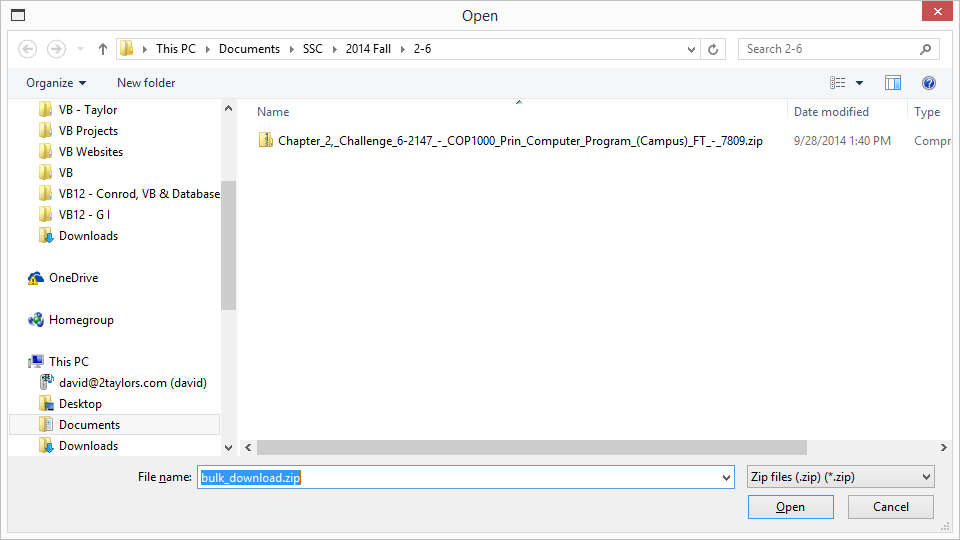 Open
This PC Documents SSC 2014 Fall 2-6 Search 2-6
Organize New folder
Name Date modified Type
Chapter_2,_Challenge_6-2147_-_COP1000_Prin_Computer_Program_(Campus)_FT_-_7809.zip 9/28/2014 1:40 PM Compr
VB - Taylor
VB Projects
VB Websites
VB
VB12 - Conrod, VB & Database
VB12 - G I
Downloads
OneDrive
Homegroup
This PC
david@2taylors.com (david)
Desktop
Documents
Downloads
File name: bulk_download.zip Zip files (.zip) (*.zip)
Open Cancel